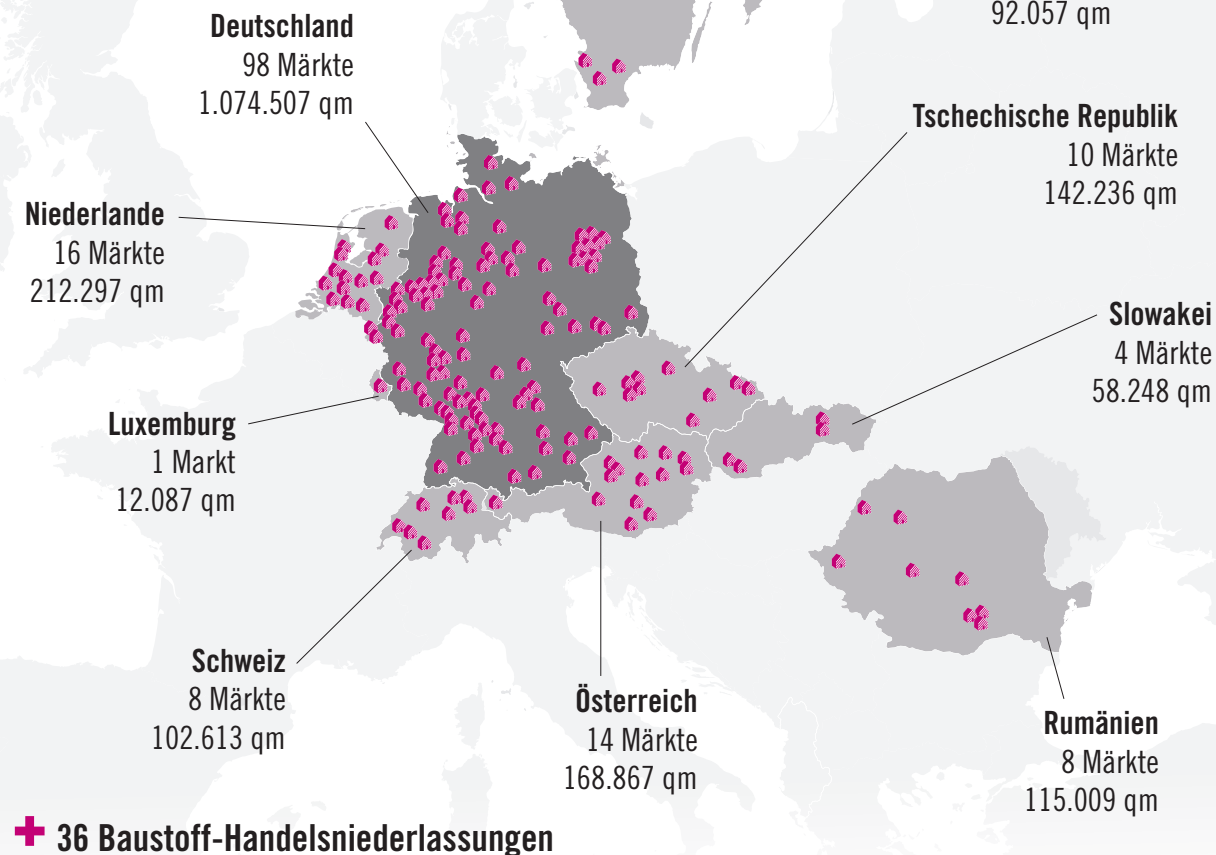 92.057 qm
Deutschland
98 Märkte
1.074.507 qm
Tschechische Republik
10 Märkte
142.236 qm
Niederlande
16 Märkte
212.297 qm
Slowakei
4 Märkte
58.248 qm
Luxemburg
1 Markt
12.087 qm
Schweiz
8 Märkte
102.613 qm
Österreich
14 Märkte
168.867 qm
Rumänien
8 Märkte
115.009 qm
+ 36 Baustoff-Handelsniederlassungen